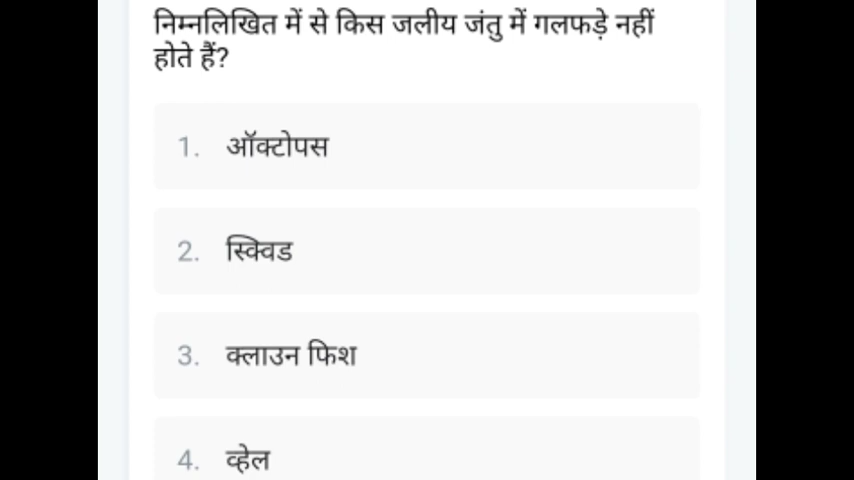 निम्नलिखित में से किस जलीय जंतु में गलफड़े नहीं
होते हैं?
1. ऑक्टोपस
2. स्क्विड
3. क्लाउन फिश
4. व्हेल